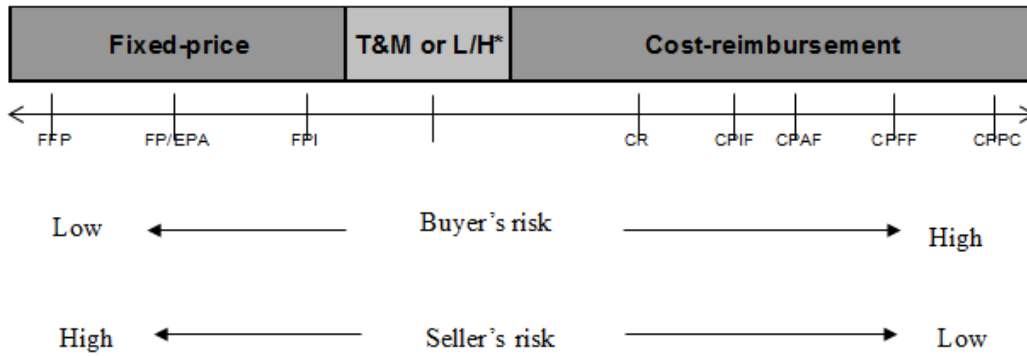 Fixed-price T&M or L/H* Cost-reimbursement
FFP FP/EPA FPI CR CPIF CPAF CPFF CPPC
Low Buyer's risk High
High Seller's risk Low